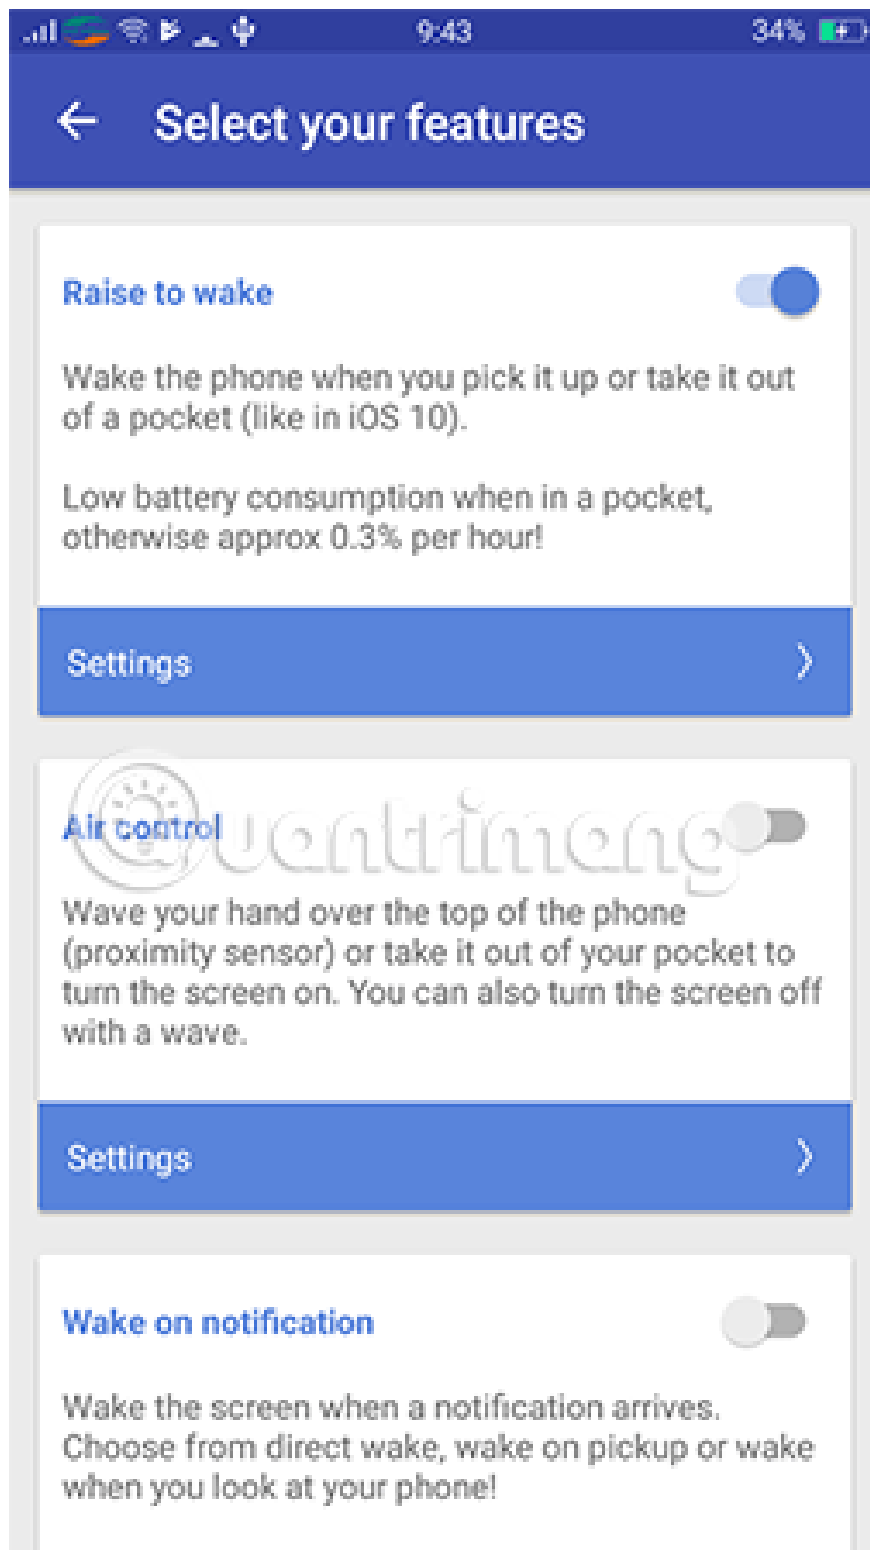 9:43
34%
Select your features
Raise to wake
Wake the phone when you pick it up or take it out
of a pocket (like in iOS 10).
Low battery consumption when in a pocket,
otherwise approx 0.3% per hour!
Settings
Air control
Quantrimang
Wave your hand over the top of the phone
(proximity sensor) or take it out of your pocket to
turn the screen on. You can also turn the screen off
with a wave.
Settings
Wake on notification
Wake the screen when a notification arrives.
Choose from direct wake, wake on pickup or wake
when you look at your phone!